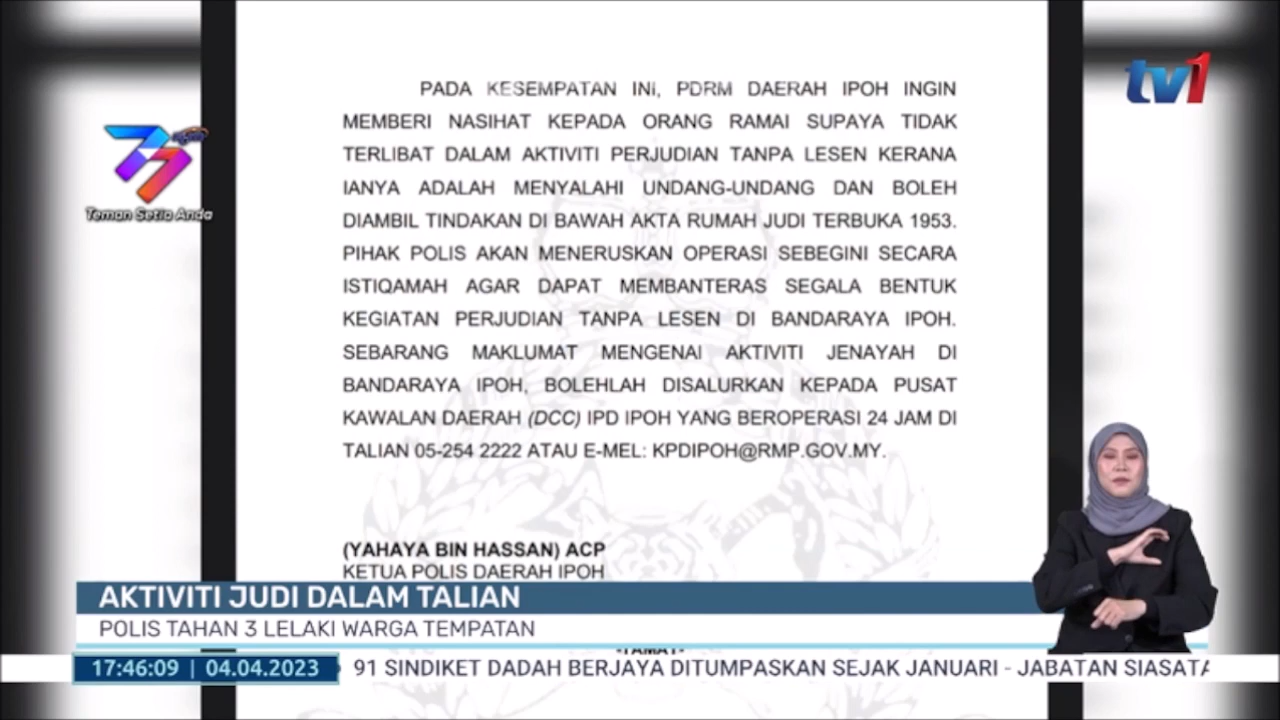 tv1
77
Teman Setia Anda
PADA KESEMPATAN INI, PDRM DAERAH IPOH INGIN
MEMBERI NASIHAT KEPADA ORANG RAMAI SUPAYA TIDAK
TERLIBAT DALAM AKTIVITI PERJUDIAN TANPA LESEN KERANA
IANYA ADALAH MENYALAHI UNDANG-UNDANG DAN BOLEH
DIAMBIL TINDAKAN DI BAWAH AKTA RUMAH JUDI TERBUKA 1953.
PIHAK POLIS AKAN MENERUSKAN OPERASI SEBEGINI SECARA
ISTIQAMAH AGAR DAPAT MEMBANTERAS SEGALA BENTUK
KEGIATAN PERJUDIAN TANPA LESEN DI BANDARAYA IPOH.
SEBARANG MAKLUMAT MENGENAI AKTIVITI JENAYAH DI
BANDARAYA IPOH, BOLEHLAH DISALURKAN KEPADA PUSAT
KAWALAN DAERAH (DCC) IPD IPOH YANG BEROPERASI 24 JAM DI
TALIAN 05-254 2222 ATAU E-MEL: KPDIPOH@RMP.GOV.MY.
(YAHAYA BIN HASSAN) ACP
KETUA POLIS DAERAH IPOH
AKTIVITI JUDI DALAM TALIAN
POLIS TAHAN 3 LELAKI WARGA TEMPATAN
-TAMAT-
17:46:09 | 04.04.2023
91 SINDIKET DADAH BERJAYA DITUMPASKAN SEJAK JANUARI - JABATAN SIASATA